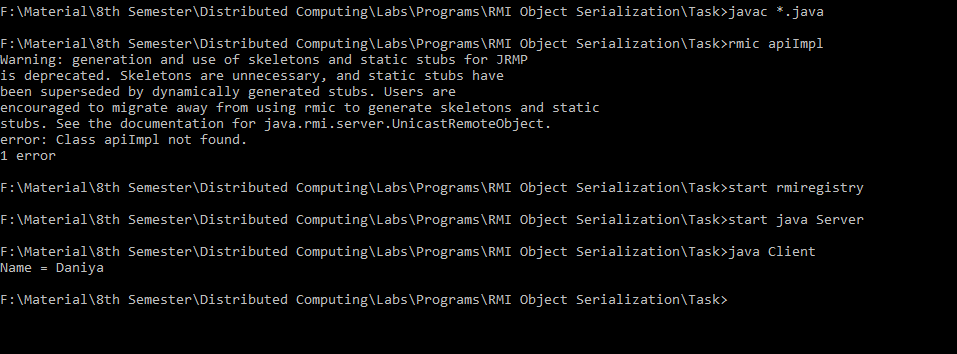 F:\Material\8th Semester\Distributed Computing\Labs\Programs\RMI Object Serialization\Task>javac *.java
F:\Material\8th Semester\Distributed Computing\Labs\Programs\RMI Object Serialization\Task>rmic apiImpl
Warning: generation and use of skeletons and static stubs for JRMP
is deprecated. Skeletons are unnecessary, and static stubs have
been superseded by dynamically generated stubs. Users are
encouraged to migrate away from using rmic to generate skeletons and static
stubs. See the documentation for java.rmi.server.UnicastRemoteObject.
error: Class apiImpl not found.
1 error
F:\Material\8th Semester\Distributed Computing\Labs\Programs\RMI Object Serialization\Task>start rmiregistry
F:\Material\8th Semester\Distributed Computing\Labs\Programs\RMI Object Serialization\Task>start java Server
F:\Material\8th Semester\Distributed Computing\Labs\Programs\RMI Object Serialization\Task>java Client
Name = Daniya
F:\Material\8th Semester\Distributed Computing\Labs\Programs\RMI Object Serialization\Task>